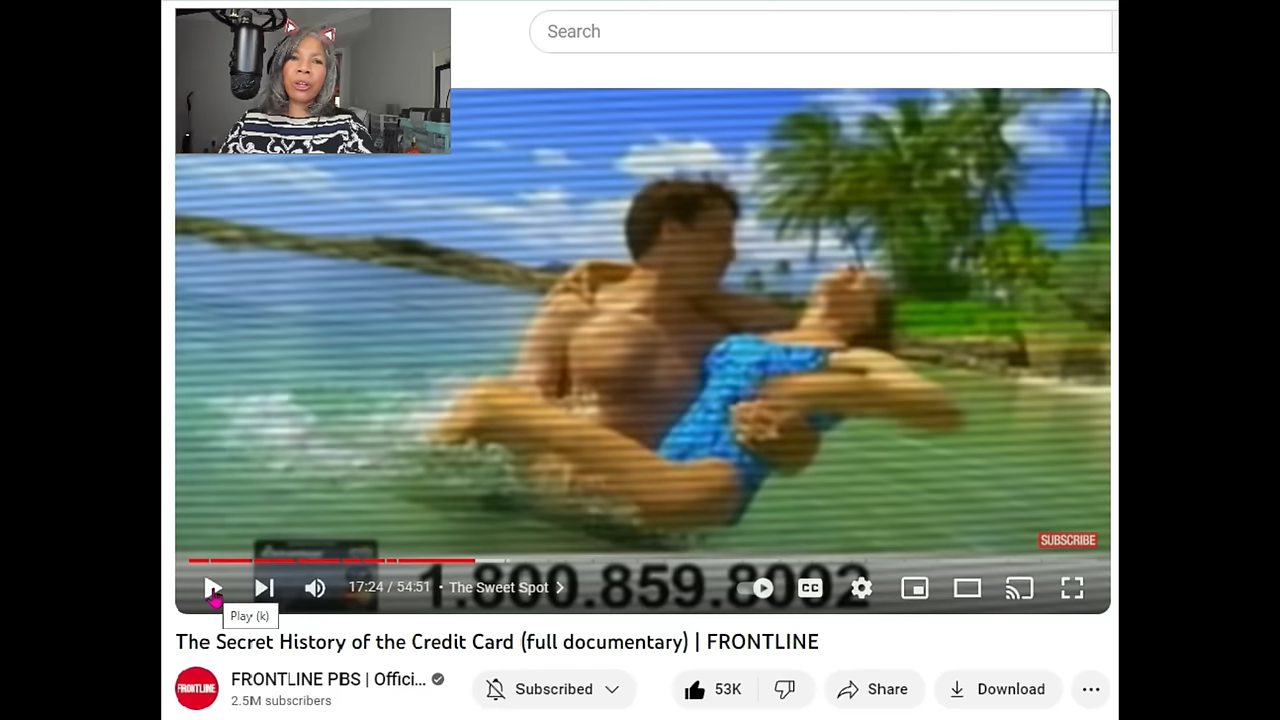 Search
SUBSCRIBE
1.800.859.8092
17:24 / 54:51 • The Sweet Spot >
CC
Play (k)
The Secret History of the Credit Card (full documentary) | FRONTLINE
FRONTLINE
FRONTLINE PBS | Offici...
2.5M subscribers
Subscribed
53K
Share
Download